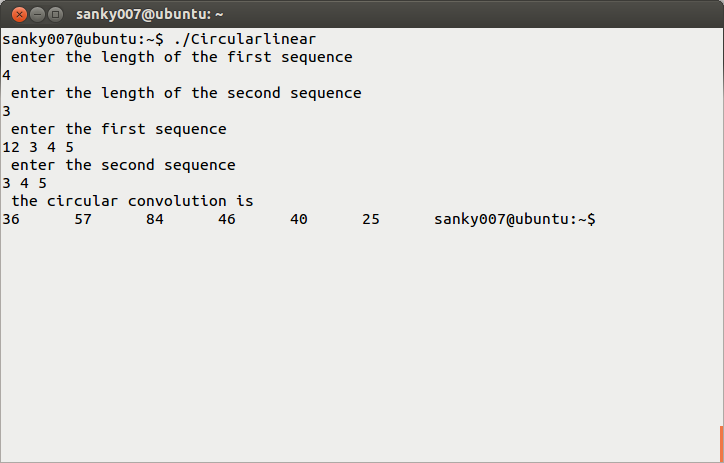 sanky007@ubuntu: ~
sanky007@ubuntu:~$ ./Circularlinear
enter the length of the first sequence
4
enter the length of the second sequence
3
enter the first sequence
12 3 4 5
enter the second sequence
3 4 5
the circular convolution is
36 57 84 46 40 25 sanky007@ubuntu:~$